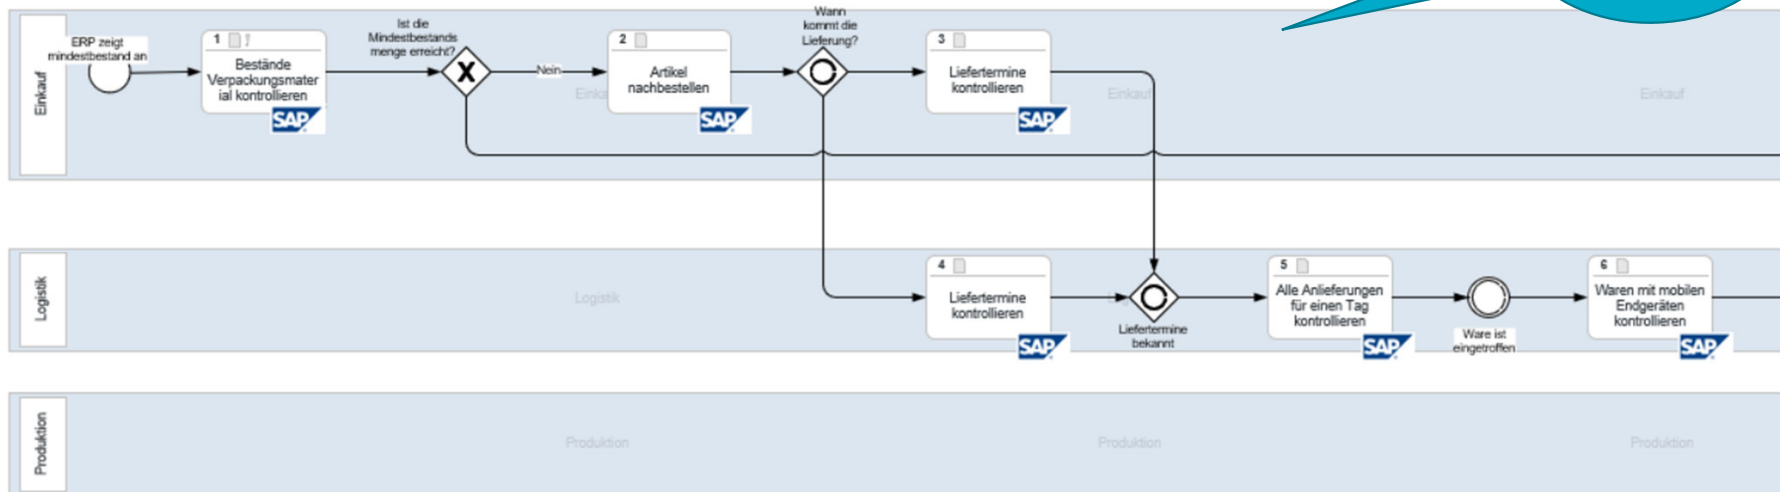 Einkauf
ERP zeigt
mindestbestand an
1
Bestände
Verpackungsmater
ial kontrollieren
SAP
Ist die
Mindestbestands
menge erreicht?
X
Nein
2
Artikel
nachbestellen
SAP
Wann
kommt die
Lieferung?
3
Liefertermine
kontrollieren
SAP
Einkauf
Einkauf
Logistik
Logistik
4
Liefertermine
kontrollieren
SAP
Liefertermine
bekannt
5
Alle Anlieferungen
für einen Tag
kontrollieren
SAP
Ware ist
eingetroffen
6
Waren mit mobilen
Endgeräten
kontrollieren
SAP
Produktion
Produktion
Produktion
Produktion